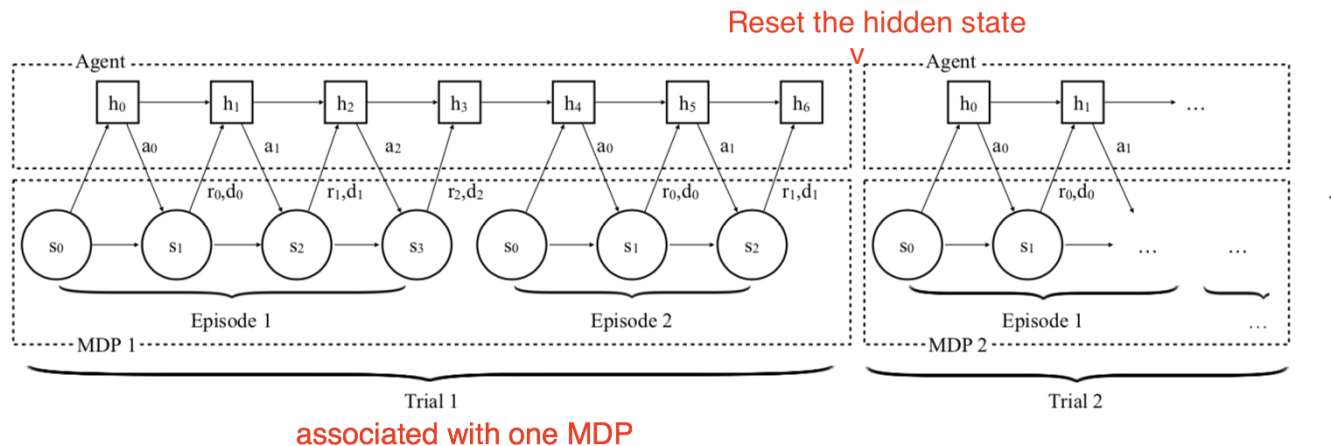 Reset the hidden state
v
Agent
Agent
h₀ h₁ h₂ h₃ h₄ h₅ h₆ h₀ h₁ ...
a₀ a₁ a₂ a₀ a₁ a₀ a₁
r₀,d₀ r₁,d₁ r₂,d₂ r₀,d₀ r₁,d₁ r₀,d₀
s₀ s₁ s₂ s₃ s₀ s₁ s₂ s₀ s₁ ... ...
Episode 1 Episode 2 Episode 1 ...
MDP 1 MDP 2
Trial 1 Trial 2
associated with one MDP